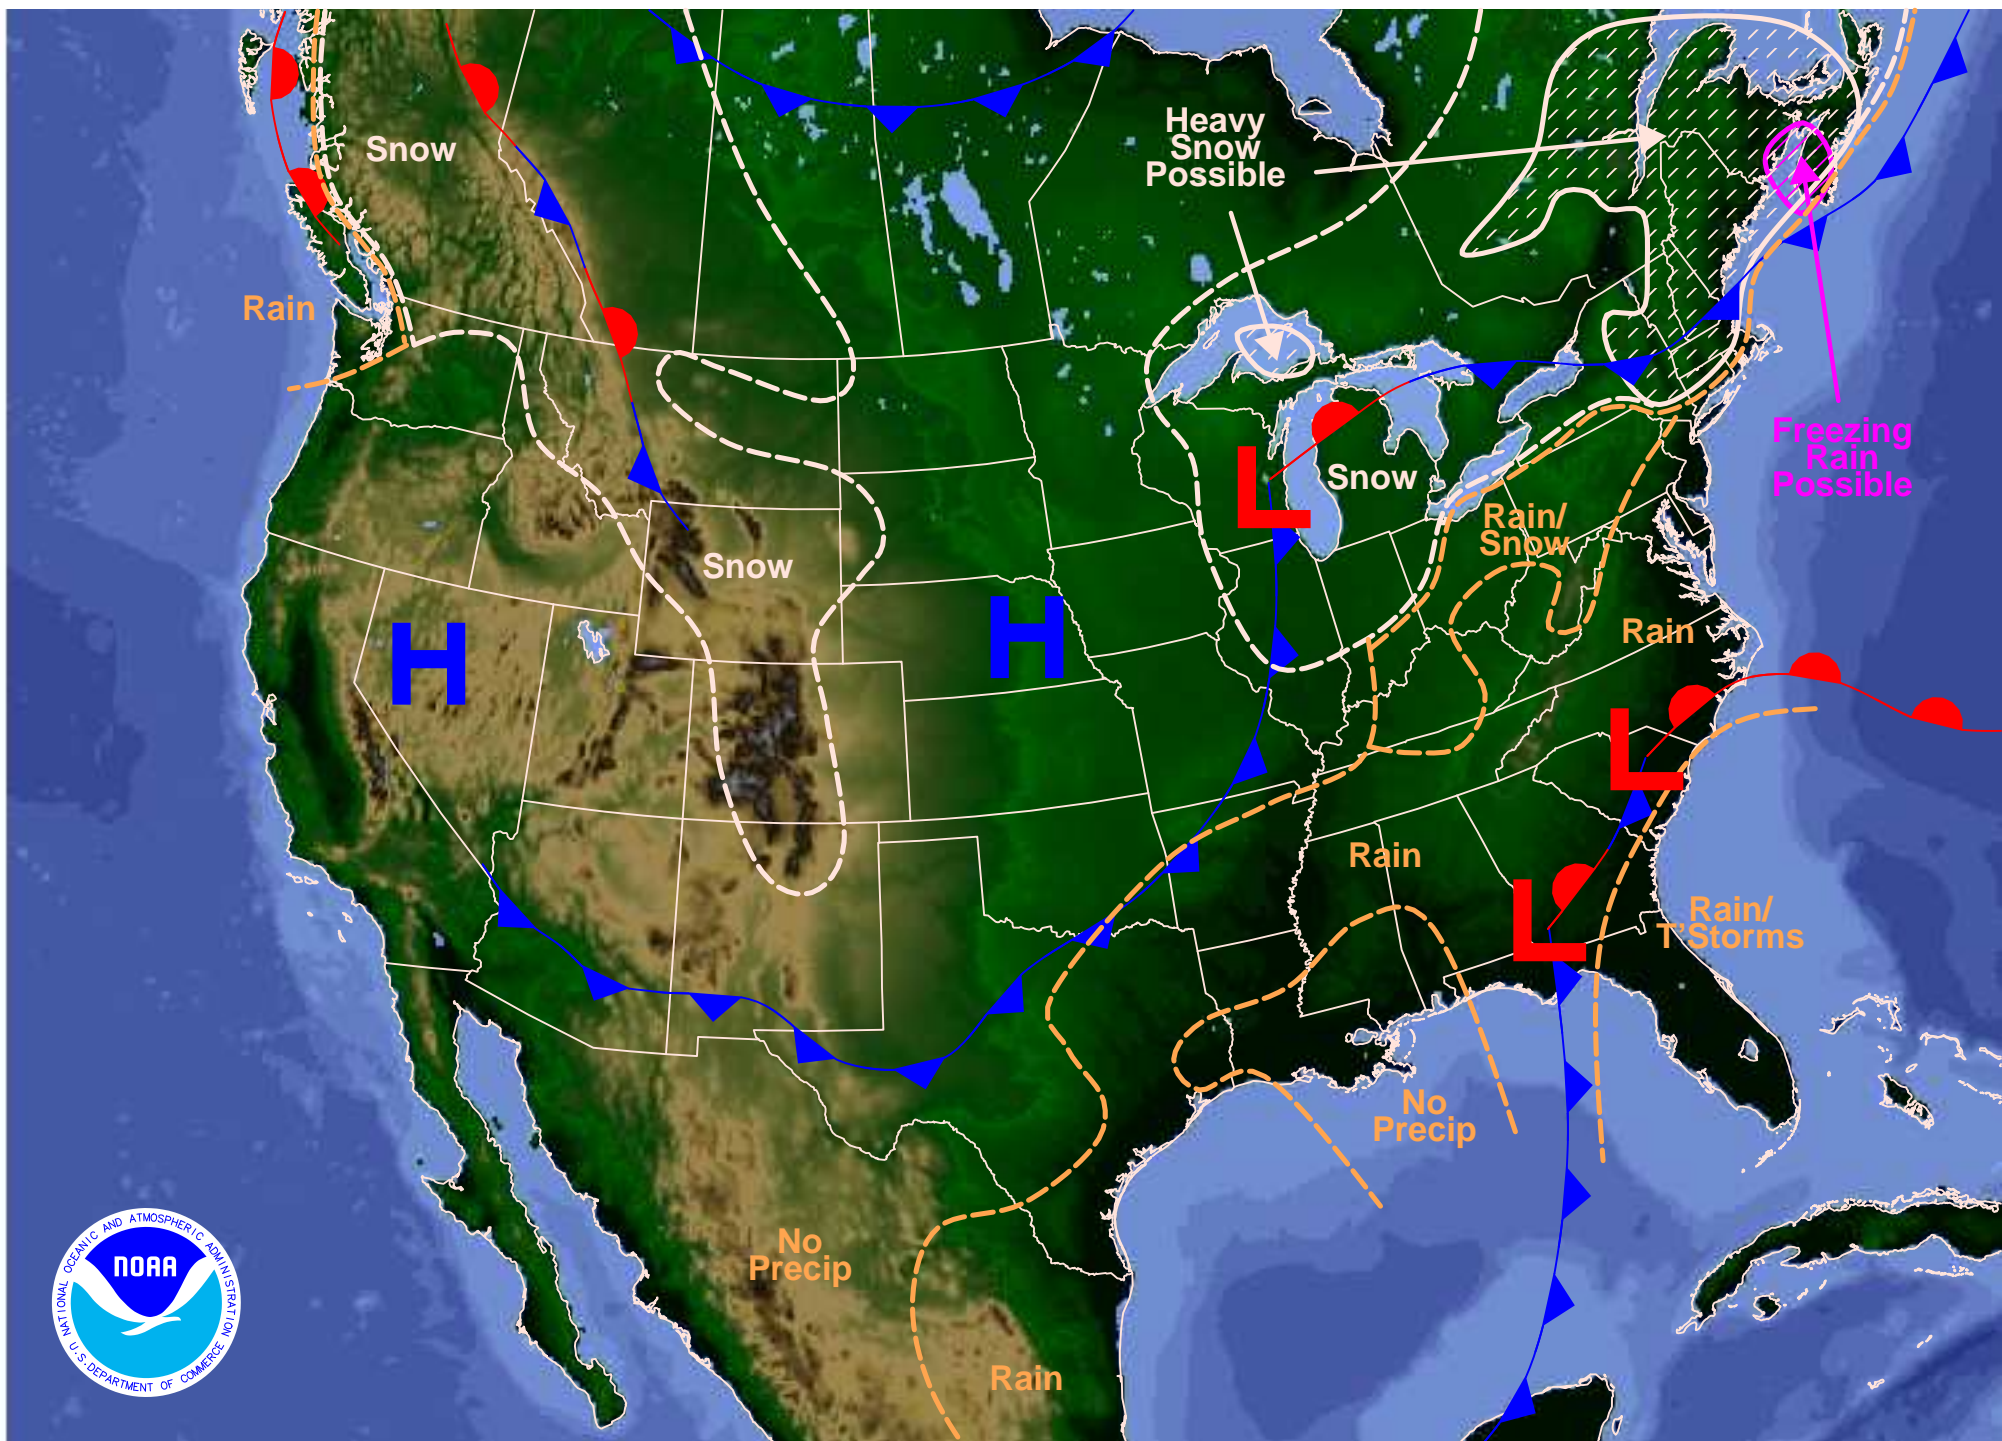 Heavy
Snow
Possible
Snow
Rain
Freezing
Rain
Possible
Snow
Rain/
Snow
Snow
H
H
L
Rain
L
Rain
L
Rain/
T'Storms
No
Precip
No
Precip
Rain
NATIONAL OCEANIC AND ATMOSPHERIC ADMINISTRATION
NOAA
U.S. DEPARTMENT OF COMMERCE